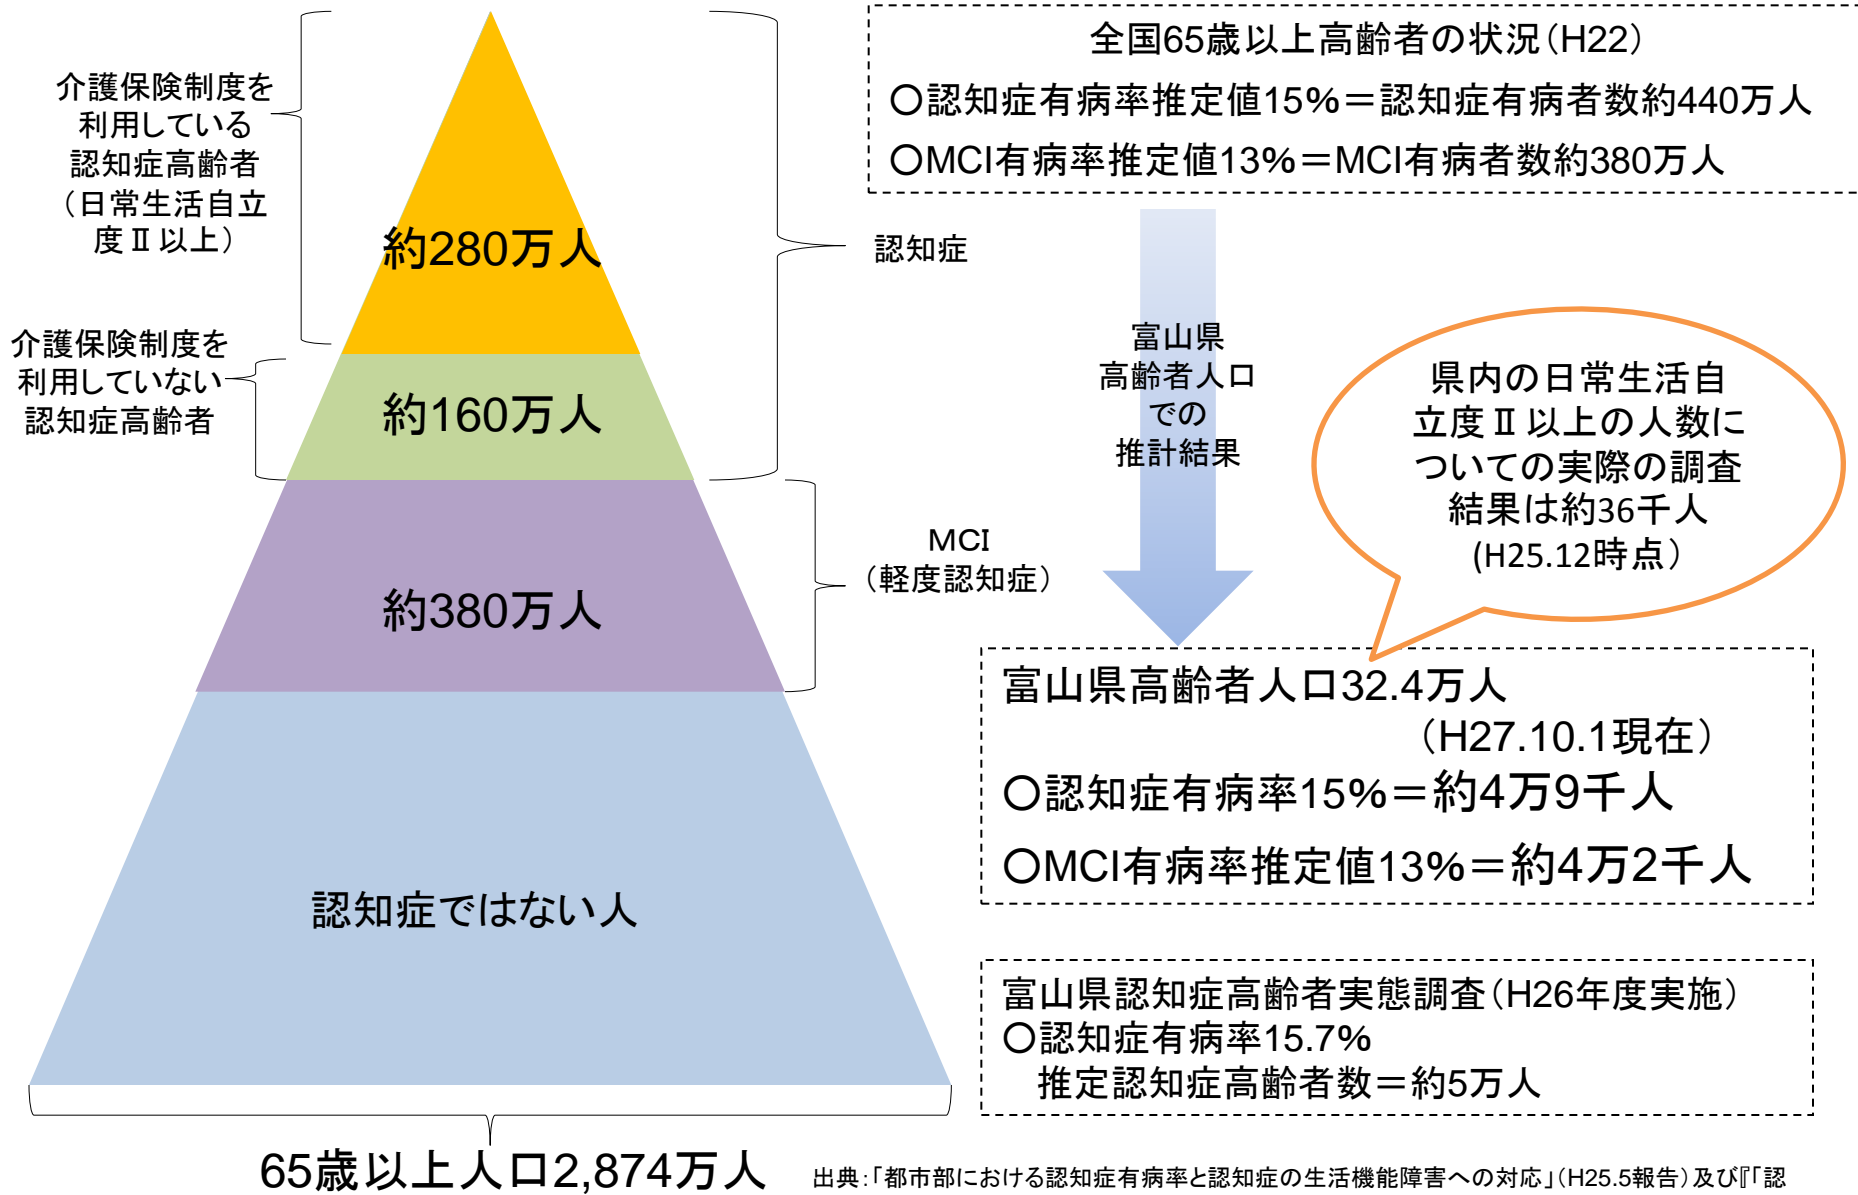 全国65歳以上高齢者の状況（H22）
○認知症有病率推定値15%＝認知症有病者数約440万人
○MCI有病率推定値13%＝MCI有病者数約380万人
介護保険制度を
利用している
認知症高齢者
（日常生活自立
度Ⅱ以上）
約280万人
認知症
介護保険制度を
利用していない
認知症高齢者
約160万人
MCI
（軽度認知症）
約380万人
認知症ではない人
65歳以上人口2,874万人
富山県
高齢者人口
での
推計結果
県内の日常生活自
立度Ⅱ以上の人数に
ついての実際の調査
結果は約36千人
(H25.12時点）
富山県高齢者人口32.4万人
（H27.10.1現在）
○認知症有病率15%＝約4万9千人
○MCI有病率推定値13%＝約4万2千人
富山県認知症高齢者実態調査（H26年度実施）
○認知症有病率15.7%
推定認知症高齢者数＝約5万人
出典：「都市部における認知症有病率と認知症の生活機能障害への対応」（H25.5報告）及び『「認